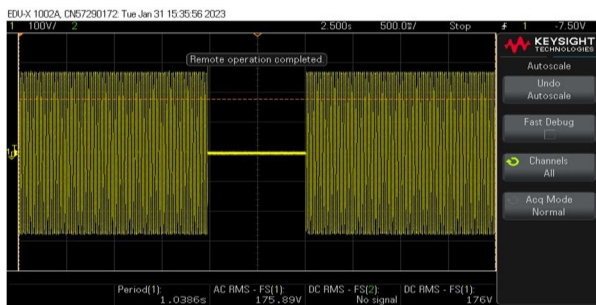 EDU-X 1002A, CN57290172: Tue Jan 31 15:35:56 2023
1 100V/ 2 2.500s 500.0%/ Stop 1 -7.50V
Remote operation completed
KEYSIGHT
TECHNOLOGIES
Autoscale
Undo
Autoscale
Fast Debug
Channels
All
Acq Mode
Normal
Period(1): AC RMS - FS(1): DC RMS - FS(2): DC RMS - FS(1):
1.0386s 175.89V No signal 176V